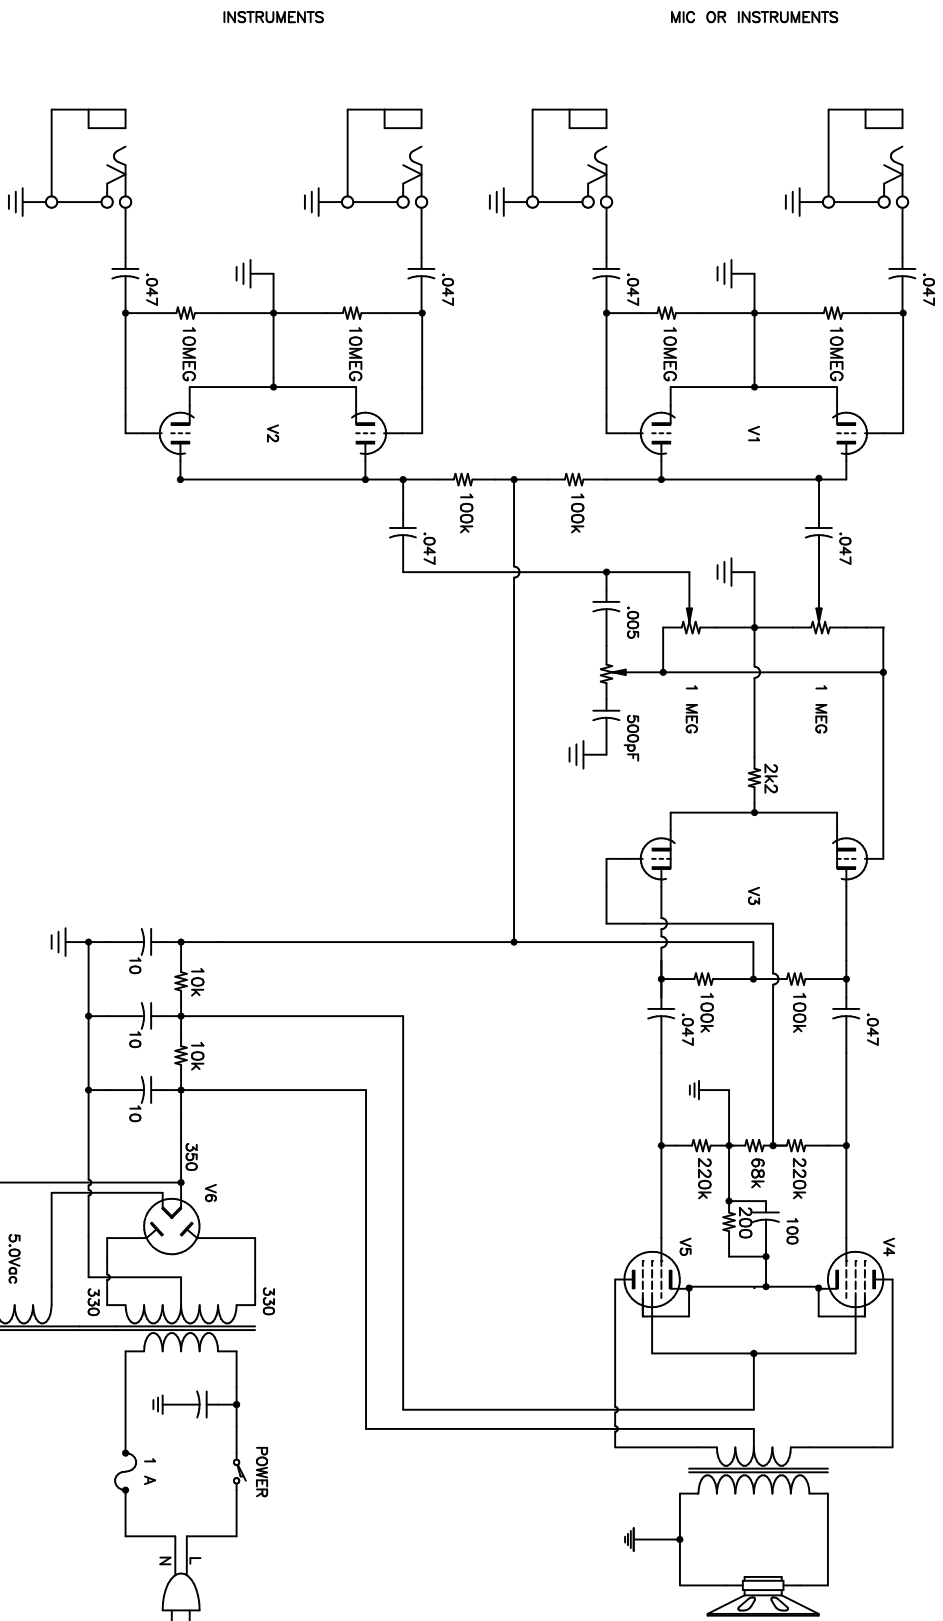 INSTRUMENTS
MIC OR INSTRUMENTS
.047
.047
.047
.047
10MEG
10MEG
10MEG
10MEG
V2
V1
100k
100k
.047
.047
.005
1 MEG
1 MEG
500pF
2k2
V3
10
10k
100k
100k
10
.047
.047
10k
10
350
220k
68k
220k
V6
200
100
5.0Vac
V5
V4
330
330
1 A
POWER
N
L